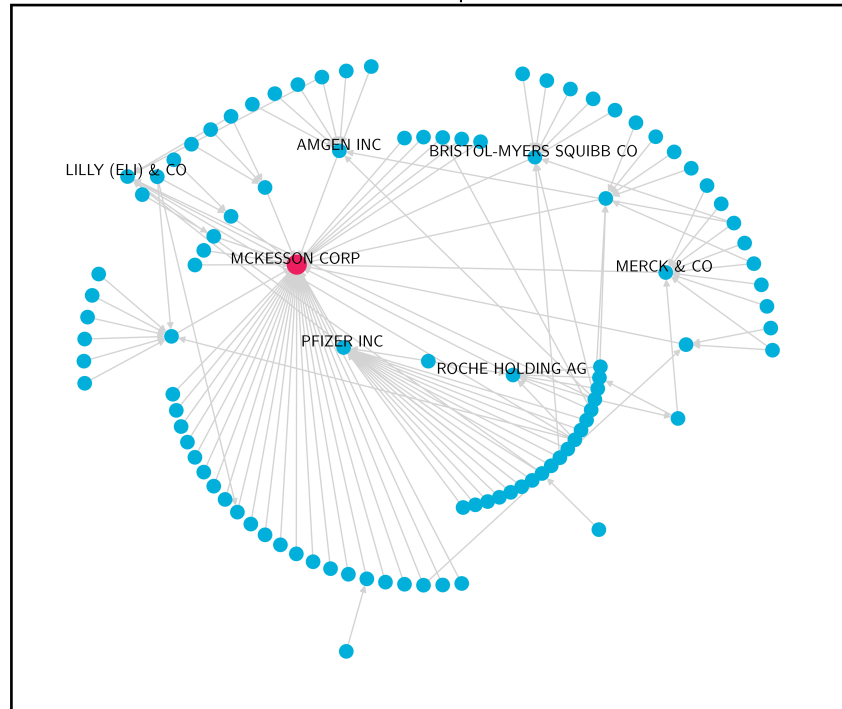 AMGEN INC
BRISTOL-MYERS SQUIBB CO
LILLY (ELI) & CO
MCKESSON CORP
MERCK & CO
PFIZER INC
ROCHE HOLDING AG